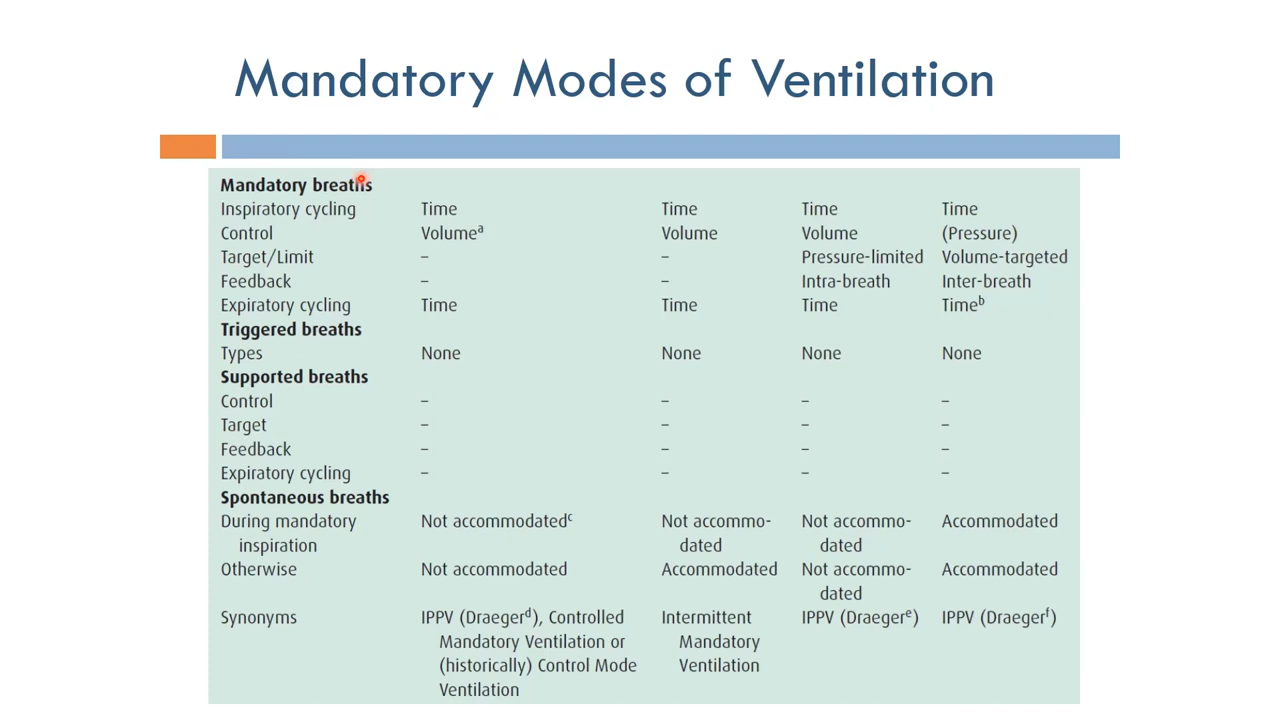 Mandatory Modes of Ventilation
Mandatory breaths
Inspiratory cycling Time Time Time Time
Control Volumeᵃ Volume Volume (Pressure)
Target/Limit – – Pressure-limited Volume-targeted
Feedback – – Intra-breath Inter-breath
Expiratory cycling Time Time Time Timeᵇ
Triggered breaths
Types None None None None
Supported breaths
Control – – – –
Target – – – –
Feedback – – – –
Expiratory cycling – – – –
Spontaneous breaths
During mandatory Not accommodatedᶜ Not accommo- Not accommo- Accommodated
inspiration dated dated
Otherwise Not accommodated Accommodated Not accommo- Accommodated
dated
Synonyms IPPV (Draegerᵈ), Controlled Intermittent IPPV (Draegerᵉ) IPPV (Draegerᶠ)
Mandatory Ventilation or Mandatory
(historically) Control Mode Ventilation
Ventilation